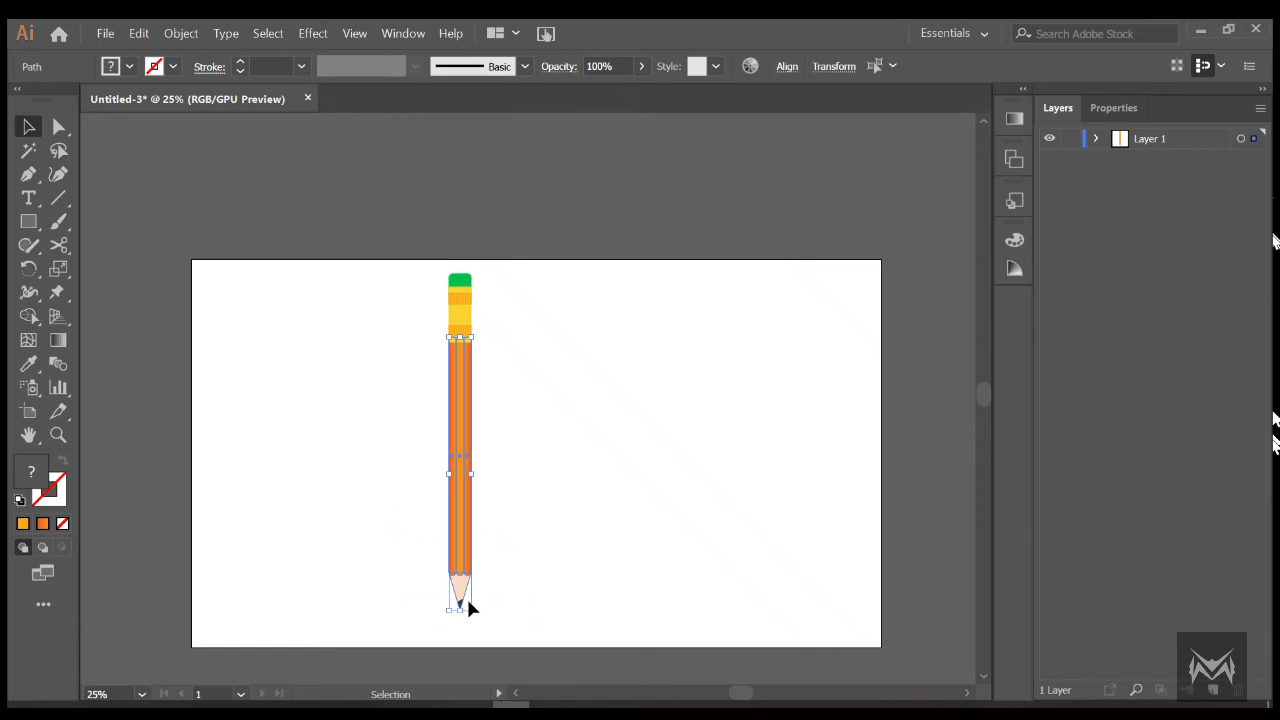 Ai File Edit Object Type Select Effect View Window Help Essentials Search Adobe Stock
Path ? Stroke: Basic Opacity: 100% Style: Align Transform
Untitled-3* @ 25% (RGB/GPU Preview)
Layers Properties
Layer 1
?
25% 1 Selection
1 Layer